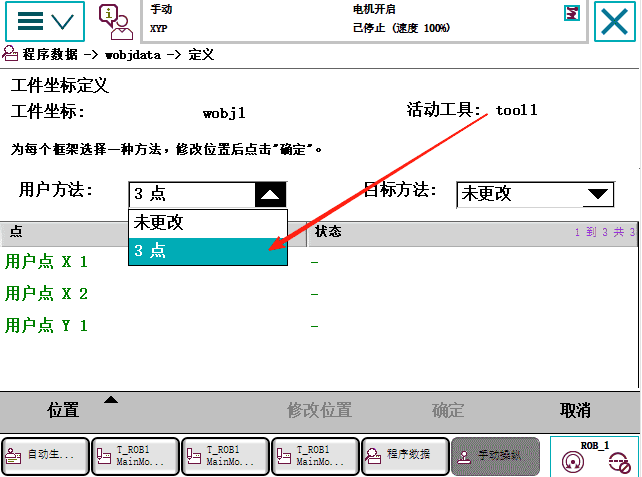 手动
电机开启
XYP
己停止 (速度 100%)
程序数据 -> wobjdata -> 定义
工件坐标定义
工件坐标:
wobj1
活动工具:
tool1
为每个框架选择一种方法，修改位置后点击"确定"。
用户方法:
3 点
目标方法:
未更改
未更改
3 点
点
状态
1 到 3 共 3
用户点 X 1
-
用户点 X 2
-
用户点 Y 1
-
位置
修改位置
确定
取消
自动生...
T_ROB1
MainMo...
T_ROB1
MainMo...
T_ROB1
MainMo...
程序数据
手动操纵
ROB_1